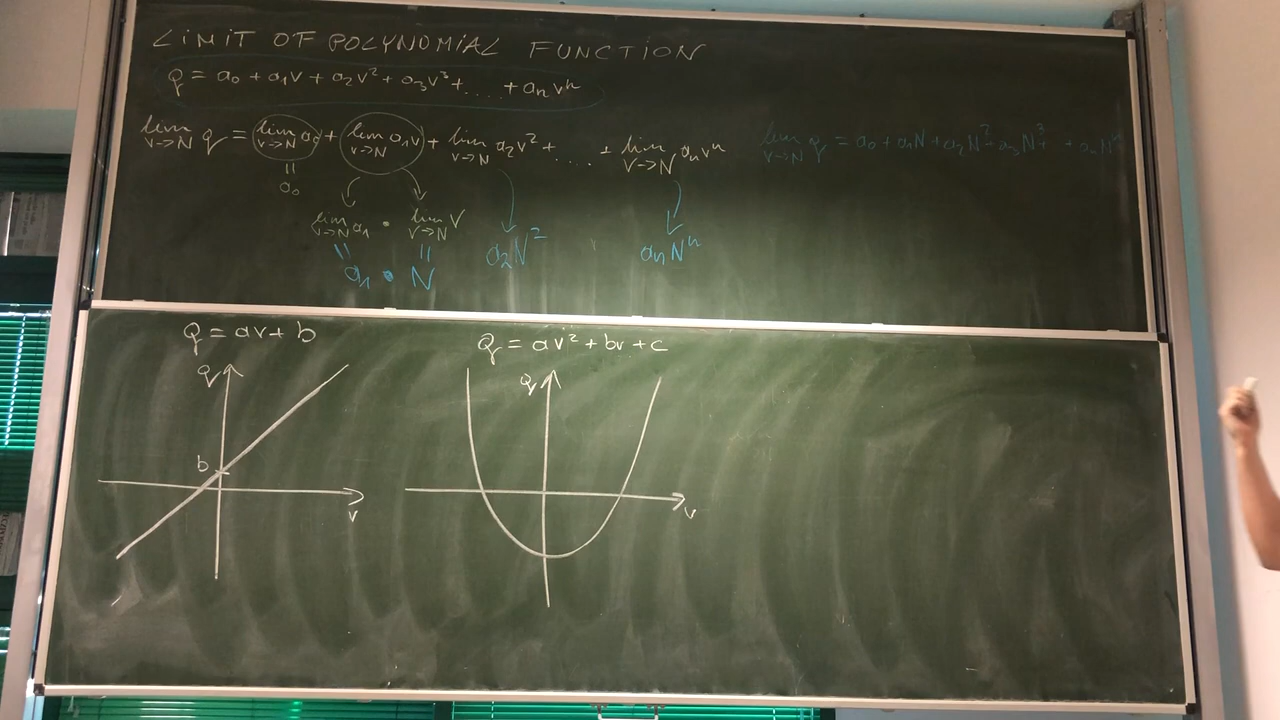 LIMIT OF POLYNOMIAL FUNCTION
q = a₀ + a₁v + a₂v² + a₃v³ + ..... + aₙvⁿ
lim v→N q = lim v→N a₀ + lim v→N a₁v + lim v→N a₂v² + ..... + lim v→N aₙvⁿ
lim v→N q = a₀ + a₁N + a₂N² + a₃N³ + aₙNⁿ
=
a₀
lim v→N a₁ · lim v→N v
= =
a₁ · N
a₂N²
aₙNⁿ
q = av + b
q
b
v
q = av² + bv + c
q
v